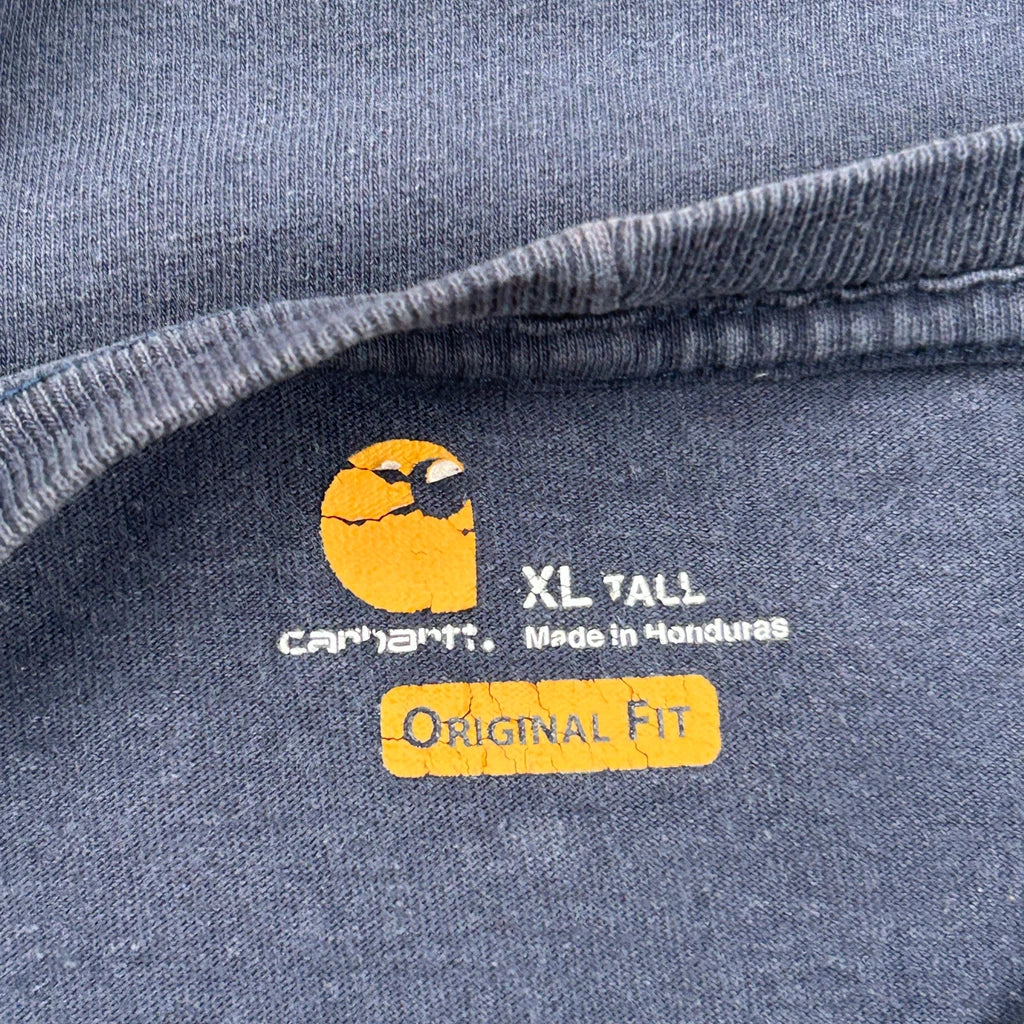 XL TALL
carhartt.
Made in Honduras
ORIGINAL FIT